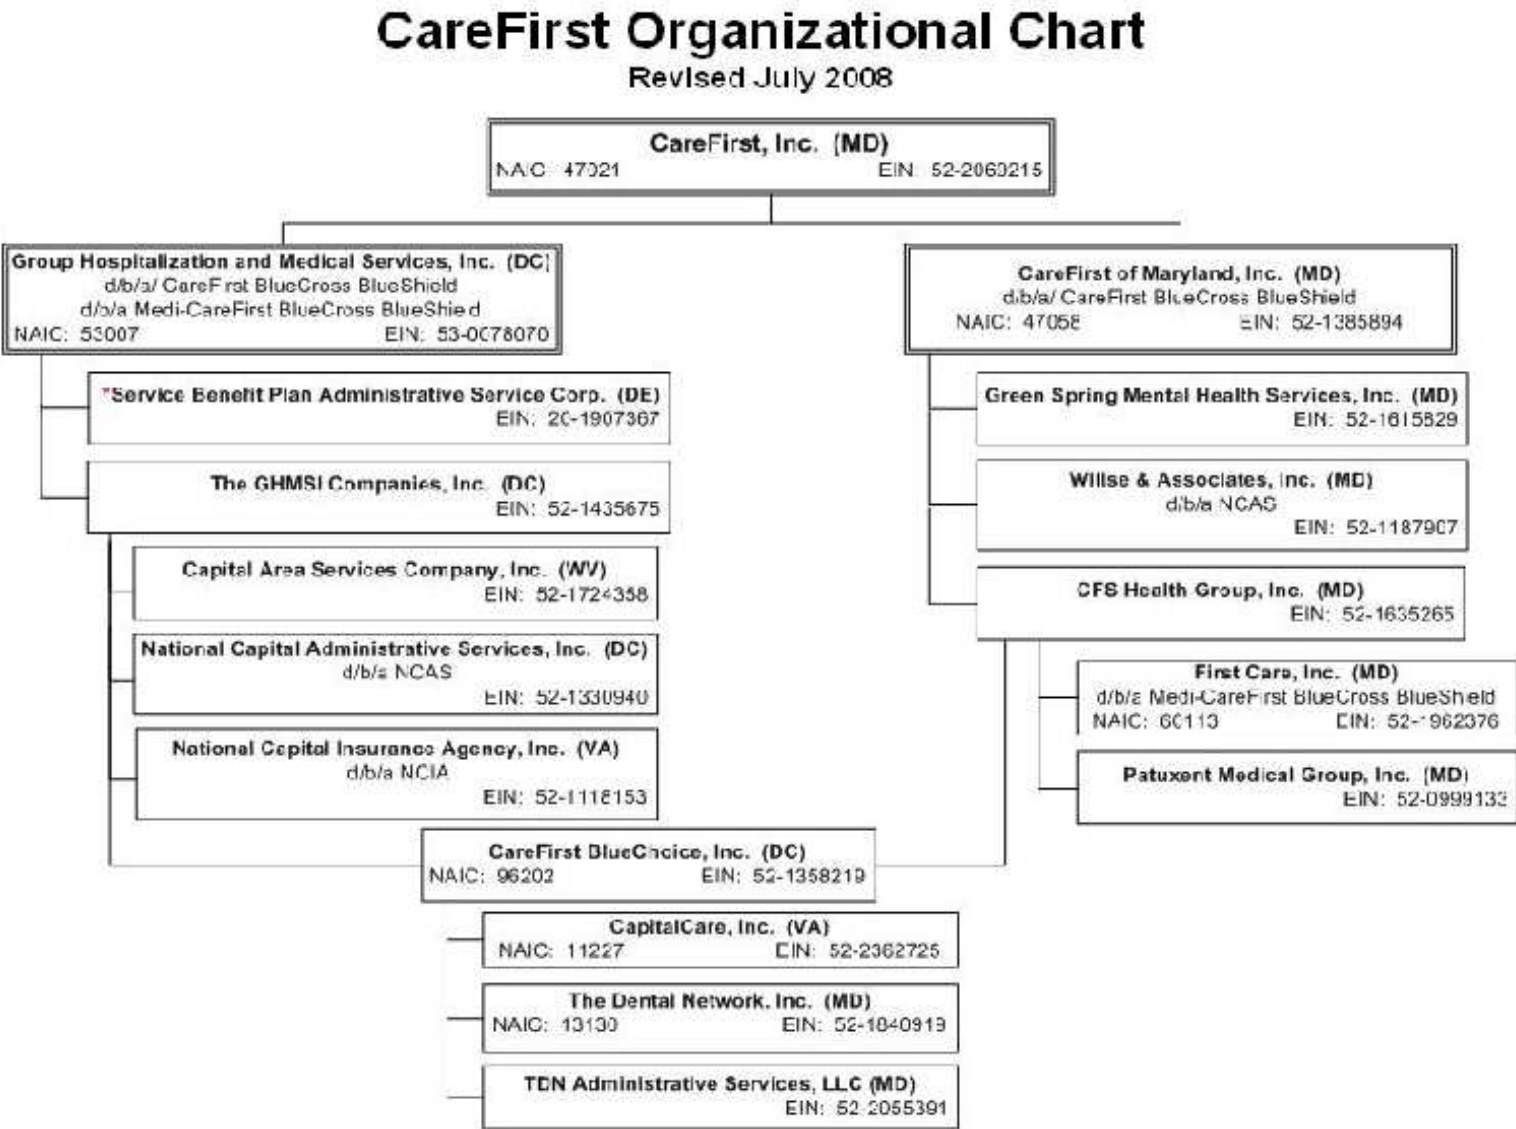 CareFirst Organizational Chart
Revised July 2008
CareFirst, Inc. (MD)
NAIC: 47021 EIN: 52-2069215
Group Hospitalization and Medical Services, Inc. (DC)
d/b/a/ CareFirst BlueCross BlueShield
d/b/a Medi-CareFirst BlueCross BlueShield
NAIC: 53007 EIN: 53-0078070
CareFirst of Maryland, Inc. (MD)
d/b/a/ CareFirst BlueCross BlueShield
NAIC: 47058 EIN: 52-1385894
*Service Benefit Plan Administrative Service Corp. (DE)
EIN: 20-1907367
The GHMSI Companies, Inc. (DC)
EIN: 52-1435675
Capital Area Services Company, Inc. (WV)
EIN: 52-1724358
National Capital Administrative Services, Inc. (DC)
d/b/a NCAS
EIN: 52-1330940
National Capital Insurance Agency, Inc. (VA)
d/b/a NCIA
EIN: 52-1118153
Green Spring Mental Health Services, Inc. (MD)
EIN: 52-1615829
Willse & Associates, Inc. (MD)
d/b/a NCAS
EIN: 52-1187907
CFS Health Group, Inc. (MD)
EIN: 52-1635265
First Care, Inc. (MD)
d/b/a Medi-CareFirst BlueCross BlueShield
NAIC: 60113 EIN: 52-1962376
Patuxent Medical Group, Inc. (MD)
EIN: 52-0999133
CareFirst BlueChoice, Inc. (DC)
NAIC: 96202 EIN: 52-1358219
CapitalCare, Inc. (VA)
NAIC: 11227 EIN: 52-2362725
The Dental Network, Inc. (MD)
NAIC: 13130 EIN: 52-1840919
TDN Administrative Services, LLC (MD)
EIN: 52-2055391